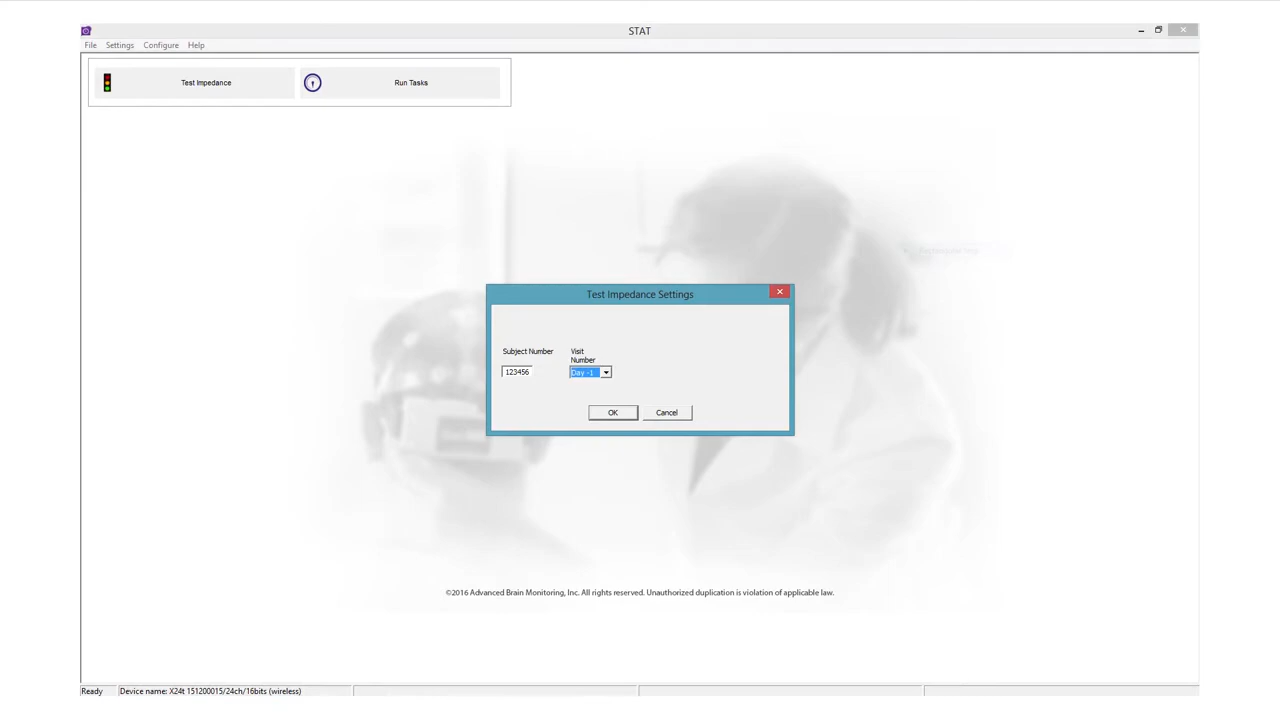 STAT
File Settings Configure Help
Test Impedance Run Tasks
Test Impedance Settings
Subject Number Visit Number
123456 Day -1
OK Cancel
©2016 Advanced Brain Monitoring, Inc. All rights reserved. Unauthorized duplication is violation of applicable law.
Ready Device name: X24t 151200015/24ch/16bits (wireless)